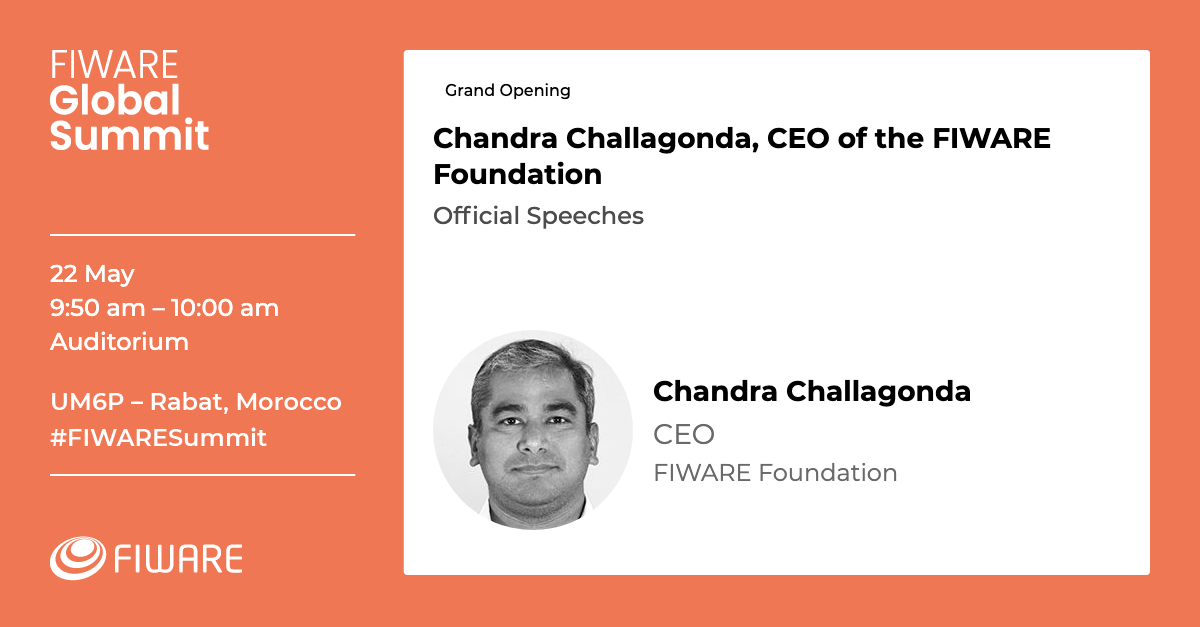 FIWARE
Global
Summit
22 May
9:50 am – 10:00 am
Auditorium
UM6P – Rabat, Morocco
#FIWARESummit
FIWARE
Grand Opening
Chandra Challagonda, CEO of the FIWARE
Foundation
Official Speeches
Chandra Challagonda
CEO
FIWARE Foundation